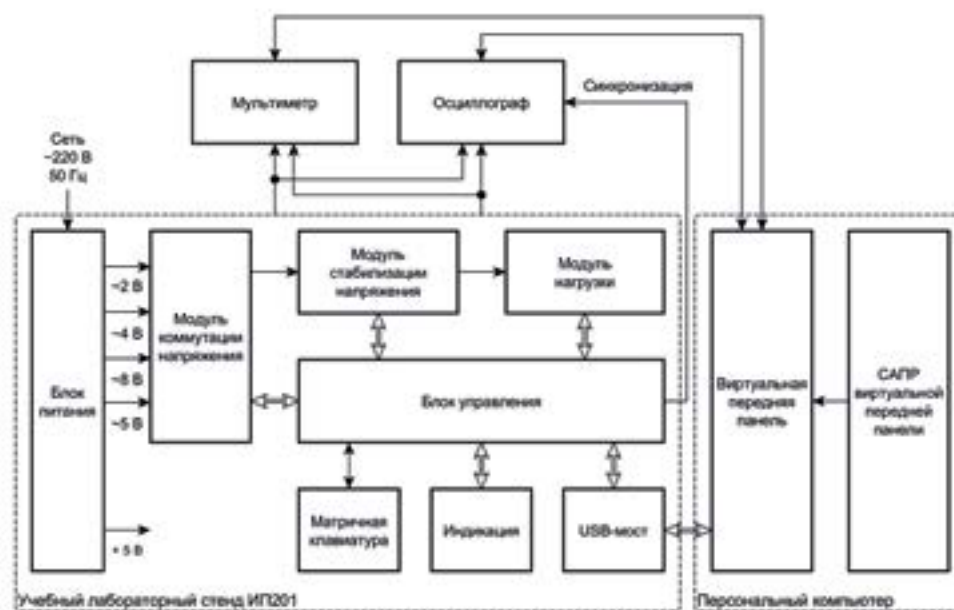 Мультиметр
Осциллограф
Синхронизация
Сеть
~220 В
50 Гц
Блок
питания
~2 В
~4 В
~8 В
~5 В
+ 5 В
Модуль
коммутации
напряжения
Модуль
стабилизации
напряжения
Модуль
нагрузки
Блок управления
Матричная
клавиатура
Индикация
USB-мост
Виртуальная
передняя
панель
САПР
виртуальной
передней
панели
Учебный лабораторный стенд ИП201
Персональный компьютер